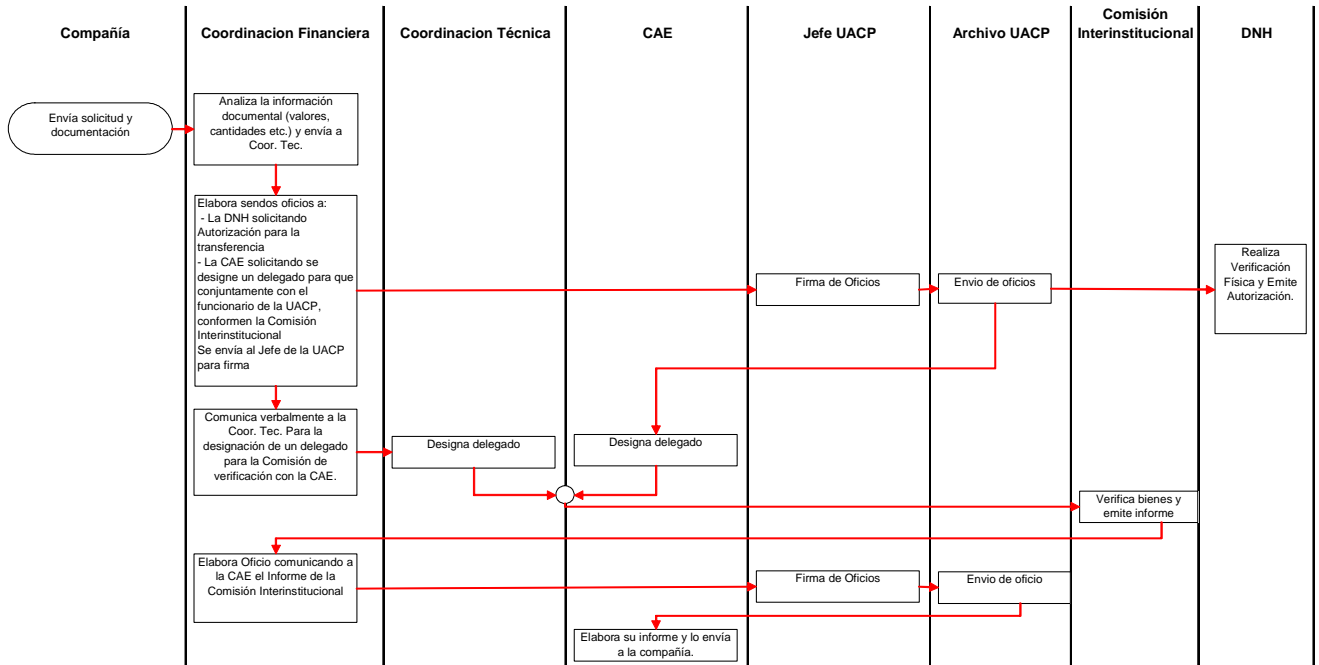 Compañía
Coordinacion Financiera
Coordinacion Técnica
CAE
Jefe UACP
Archivo UACP
Comisión
Interinstitucional
DNH
Envía solicitud y
documentación
Analiza la información
documental (valores,
cantidades etc.) y envía a
Coor. Tec.
Elabora sendos oficios a:
- La DNH solicitando
Autorización para la
transferencia
- La CAE solicitando se
designe un delegado para que
conjuntamente con el
funcionario de la UACP,
conformen la Comisión
Interinstitucional
Se envía al Jefe de la UACP
para firma
Firma de Oficios
Envio de oficios
Realiza
Verificación
Física y Emite
Autorización.
Comunica verbalmente a la
Coor. Tec. Para la
designación de un delegado
para la Comisión de
verificación con la CAE.
Designa delegado
Designa delegado
Verifica bienes y
emite informe
Elabora Oficio comunicando a
la CAE el Informe de la
Comisión Interinstitucional
Firma de Oficios
Envio de oficio
Elabora su informe y lo envía
a la compañía.